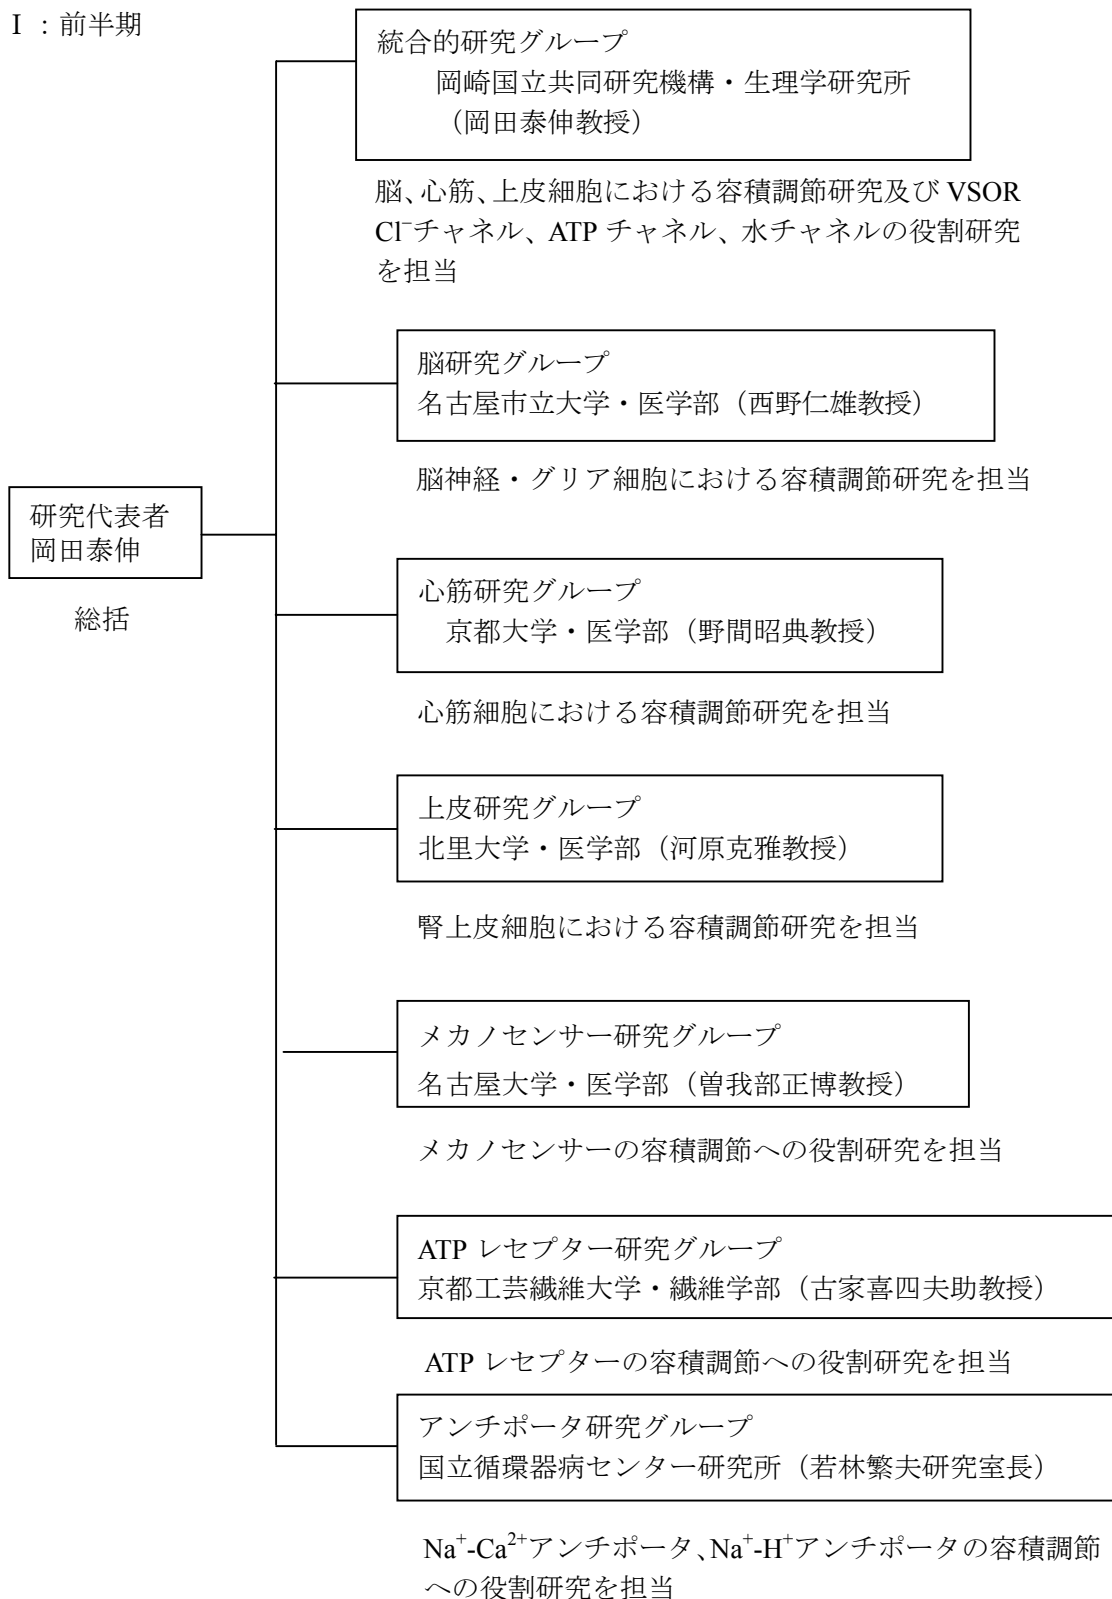 I ：前半期
統合的研究グループ
岡崎国立共同研究機構・生理学研究所
（岡田泰伸教授）
脳、心筋、上皮細胞における容積調節研究及び VSOR
Cl⁻チャネル、ATP チャネル、水チャネルの役割研究
を担当
脳研究グループ
名古屋市立大学・医学部（西野仁雄教授）
脳神経・グリア細胞における容積調節研究を担当
研究代表者
岡田泰伸
総括
心筋研究グループ
京都大学・医学部（野間昭典教授）
心筋細胞における容積調節研究を担当
上皮研究グループ
北里大学・医学部（河原克雅教授）
腎上皮細胞における容積調節研究を担当
メカノセンサー研究グループ
名古屋大学・医学部（曽我部正博教授）
メカノセンサーの容積調節への役割研究を担当
ATP レセプター研究グループ
京都工芸繊維大学・繊維学部（古家喜四夫助教授）
ATP レセプターの容積調節への役割研究を担当
アンチポータ研究グループ
国立循環器病センター研究所（若林繁夫研究室長）
Na⁺-Ca²⁺アンチポータ、Na⁺-H⁺アンチポータの容積調節
への役割研究を担当